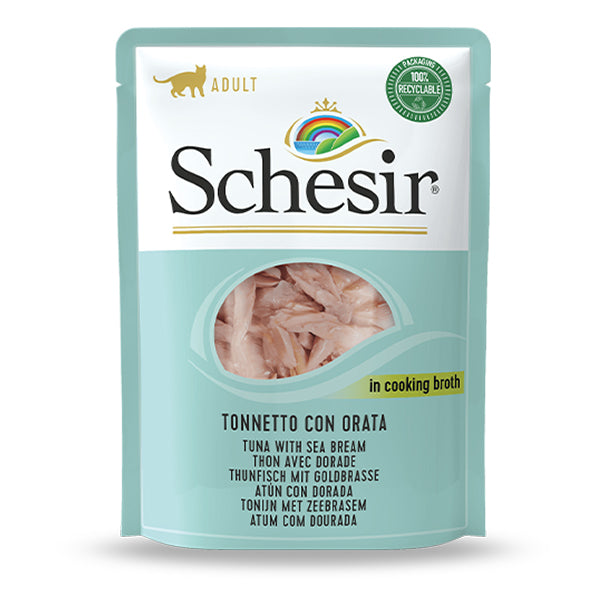 ADULT
PACKAGING
100%
RECYCLABLE
Schesir®
in cooking broth
TONNETTO CON ORATA
TUNA WITH SEA BREAM
THON AVEC DORADE
THUNFISCH MIT GOLDBRASSE
ATÚN CON DORADA
TONIJN MET ZEEBRASEM
ATUM COM DOURADA